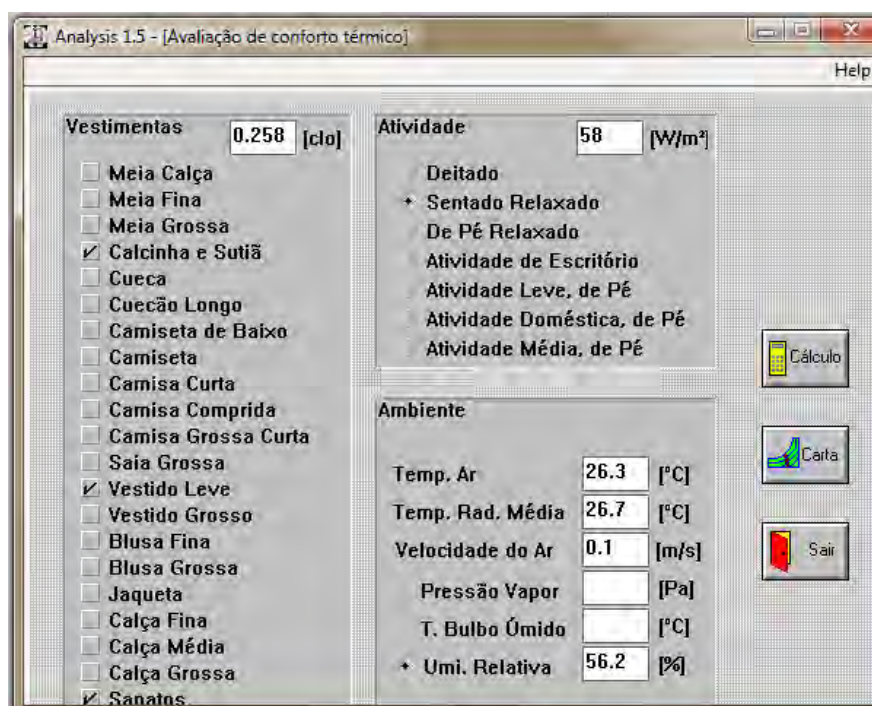 Analysis 1.5 - [Avaliação de conforto térmico]
Help
Vestimentas 0.258 [clo]
Meia Calça
Meia Fina
Meia Grossa
Calcinha e Sutiã
Cueca
Cuecão Longo
Camiseta de Baixo
Camiseta
Camisa Curta
Camisa Comprida
Camisa Grossa Curta
Saia Grossa
Vestido Leve
Vestido Grosso
Blusa Fina
Blusa Grossa
Jaqueta
Calça Fina
Calça Média
Calça Grossa
Sapatos
Atividade 58 [W/m²]
Deitado
Sentado Relaxado
De Pé Relaxado
Atividade de Escritório
Atividade Leve, de Pé
Atividade Doméstica, de Pé
Atividade Média, de Pé
Ambiente
Temp. Ar 26.3 [ºC]
Temp. Rad. Média 26.7 [ºC]
Velocidade do Ar 0.1 [m/s]
Pressão Vapor [Pa]
T. Bulbo Úmido [ºC]
Umi. Relativa 56.2 [%]
Cálculo
Carta
Sair